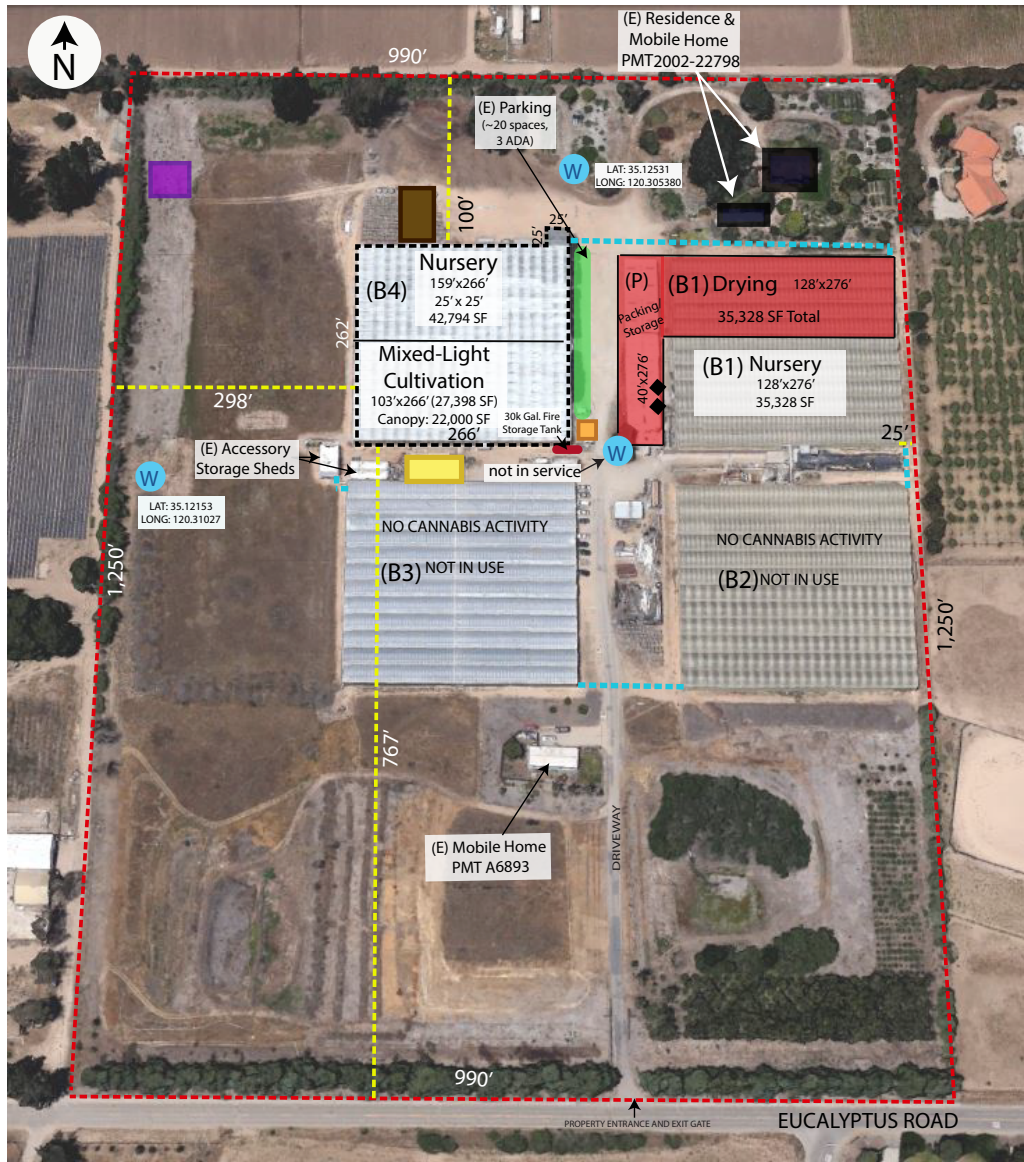 N
990’
(E) Residence &
Mobile Home
PMT2002-22798
(E) Parking
(~20 spaces,
3 ADA)
W
LAT: 35.12531
LONG: 120.305380
100’
25’
25’
Nursery
(B4)
159’x266’
25’ x 25’
42,794 SF
262’
Mixed-Light
Cultivation
103’x266’ (27,398 SF)
Canopy: 22,000 SF
266’
(P)
Packing/
Storage
40’x276’
(B1) Drying 128’x276’
35,328 SF Total
(B1) Nursery
128’x276’
35,328 SF
298’
30k Gal. Fire
Storage Tank
25’
(E) Accessory
Storage Sheds
W
not in service
W
LAT: 35.12153
LONG: 120.31027
NO CANNABIS ACTIVITY
(B3) NOT IN USE
NO CANNABIS ACTIVITY
(B2) NOT IN USE
1,250’
1,250’
767’
(E) Mobile Home
PMT A6893
DRIVEWAY
990’
PROPERTY ENTRANCE AND EXIT GATE
EUCALYPTUS ROAD